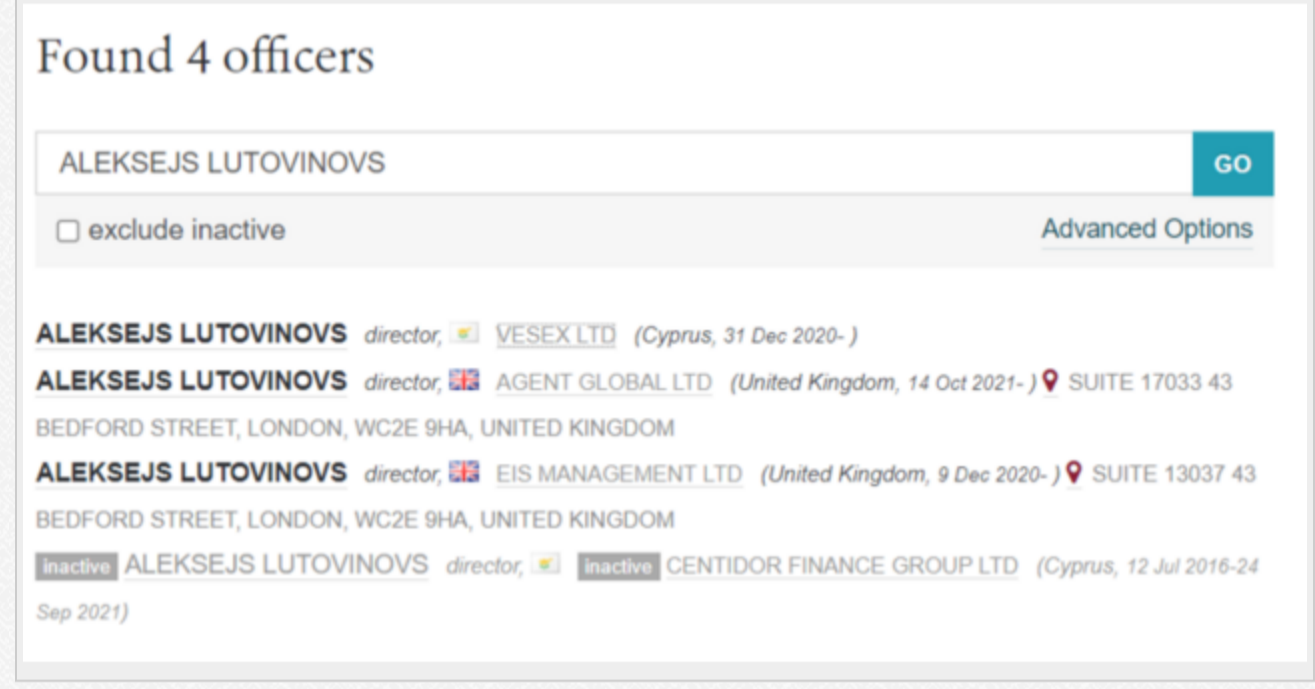 Found 4 officers
ALEKSEJS LUTOVINOVS
GO
exclude inactive
Advanced Options
ALEKSEJS LUTOVINOVS director, VESEX LTD (Cyprus, 31 Dec 2020- )
ALEKSEJS LUTOVINOVS director, AGENT GLOBAL LTD (United Kingdom, 14 Oct 2021- ) SUITE 17033 43
BEDFORD STREET, LONDON, WC2E 9HA, UNITED KINGDOM
ALEKSEJS LUTOVINOVS director, EIS MANAGEMENT LTD (United Kingdom, 9 Dec 2020- ) SUITE 13037 43
BEDFORD STREET, LONDON, WC2E 9HA, UNITED KINGDOM
inactive ALEKSEJS LUTOVINOVS director, inactive CENTIDOR FINANCE GROUP LTD (Cyprus, 12 Jul 2016-24
Sep 2021)